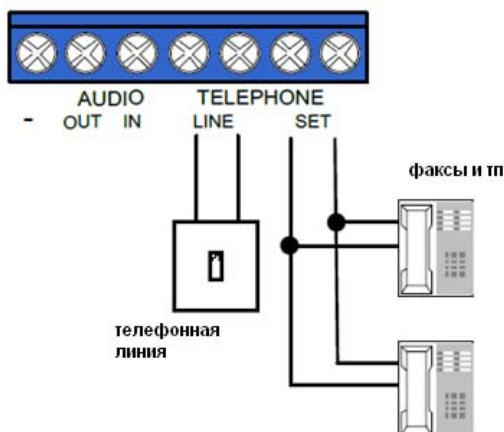 AUDIO TELEPHONE
- OUT IN LINE SET
факсы и тп
телефонная
линия